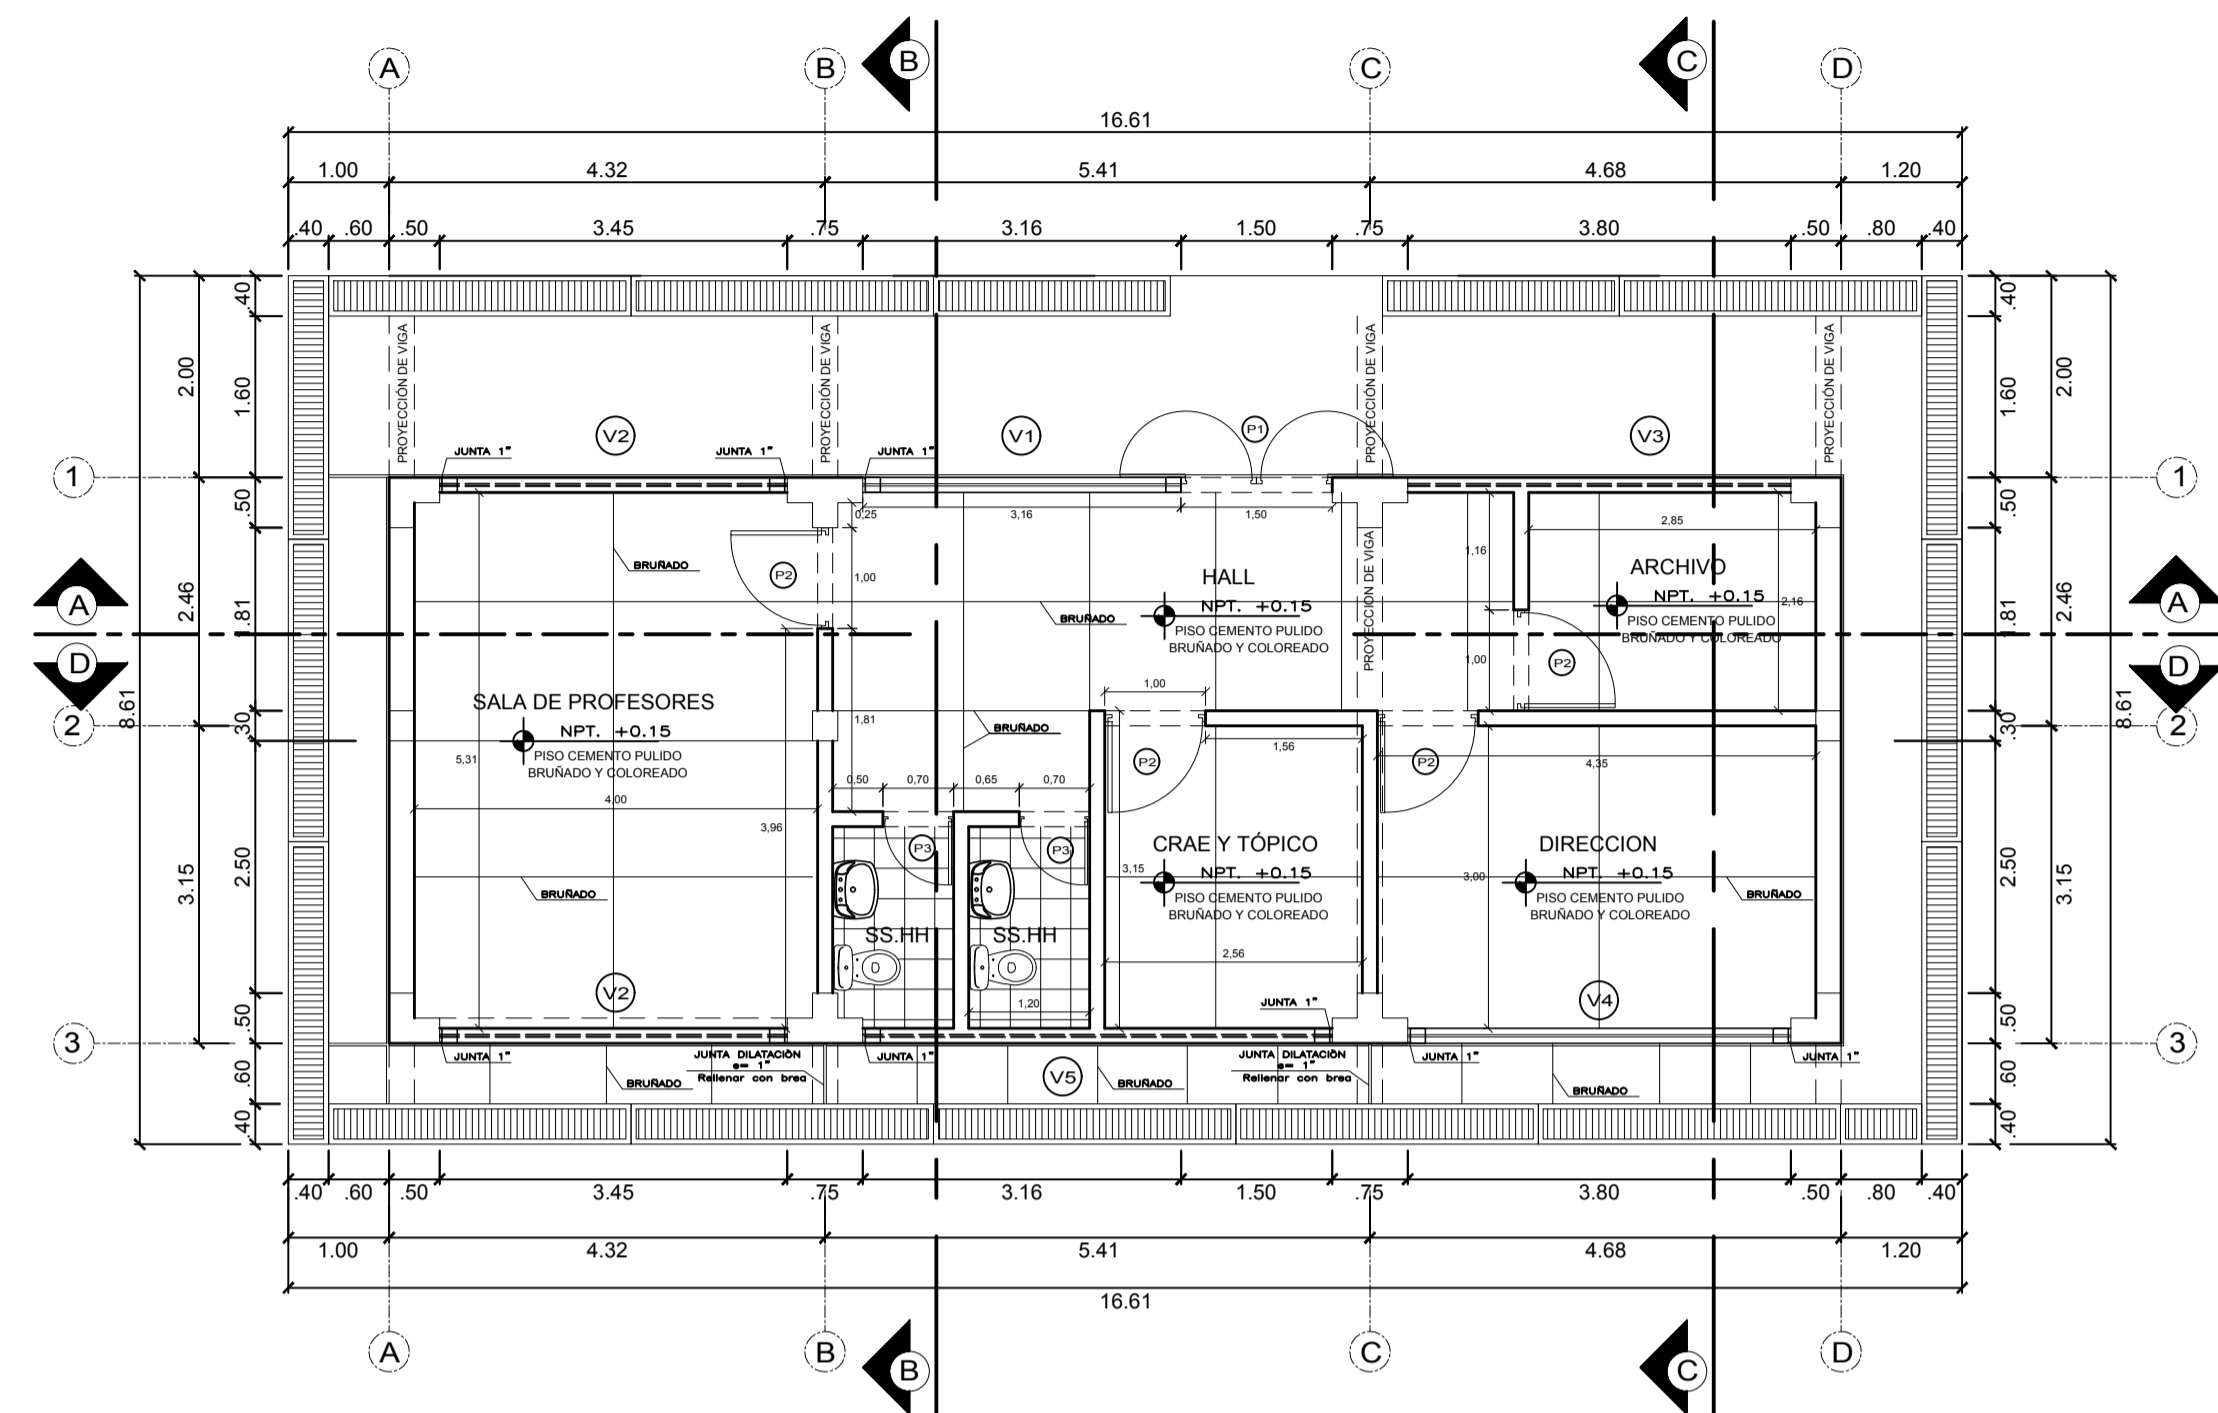 A B B C C D
16.61
1.00 4.32 5.41 4.68 1.20
.40 .60 .50 3.45 .75 3.16 1.50 .75 3.80 .50 .80 .40
.40 .40
PROYECCIÓN DE VIGA PROYECCIÓN DE VIGA PROYECCIÓN DE VIGA PROYECCIÓN DE VIGA
2.00 1.60 1.60 2.00
V2 V1 P1 V3
JUNTA 1" JUNTA 1" JUNTA 1"
1 1
.50 .50
0,25 3,16 1,50 2,85
BRUÑADO P2 1,00 1,16
HALL ARCHIVO
NPT. +0.15 NPT. +0.15
2,16
BRUÑADO
PISO CEMENTO PULIDO PISO CEMENTO PULIDO
BRUÑADO Y COLOREADO BRUÑADO Y COLOREADO
PROYECCION DE VIGA
A 2.46 1.81 1.81 2.46 A
D D
1,00 P2
1,00
8.61 8.61
SALA DE PROFESORES
NPT. +0.15
PISO CEMENTO PULIDO
BRUÑADO Y COLOREADO
2 .30 .30 2
1,81 BRUÑADO
1,56
5,31 P2 P2 4,35
0,50 0,70 0,65 0,70
4,00
3,96
P3 P3
CRAE Y TÓPICO DIRECCION
3,15 NPT. +0.15 3,00 NPT. +0.15
PISO CEMENTO PULIDO PISO CEMENTO PULIDO
BRUÑADO Y COLOREADO BRUÑADO Y COLOREADO
BRUÑADO BRUÑADO
3.15 2.50 2.50 3.15
SS.HH SS.HH
2,56
V2 1,20 JUNTA 1" V4
.50 .50
3 3
JUNTA 1" JUNTA DILATACIÒN JUNTA 1" JUNTA DILATACIÒN JUNTA 1" JUNTA 1"
e= 1" e= 1"
Rellenar con brea Rellenar con brea
.60 BRUÑADO V5 BRUÑADO BRUÑADO .60
.40 .40
.40 .60 .50 3.45 .75 3.16 1.50 .75 3.80 .50 .80 .40
1.00 4.32 5.41 4.68 1.20
16.61
A B B C C D